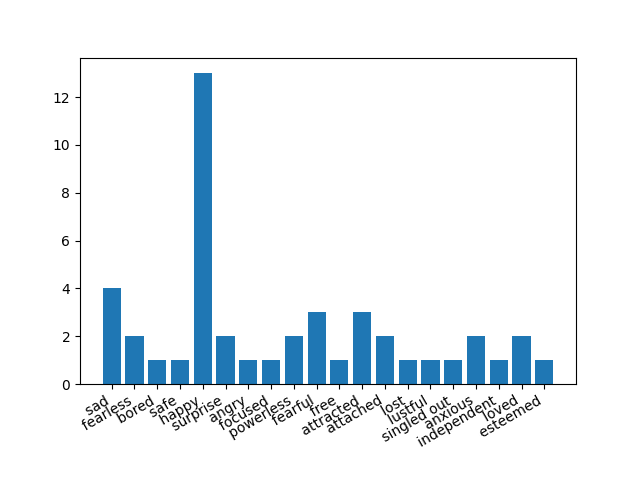 12
10
8
6
4
2
0
sad
fearless
bored
safe
happy
surprise
angry
focused
powerless
fearful
free
attracted
attached
lost
lustful
singled out
anxious
independent
loved
esteemed